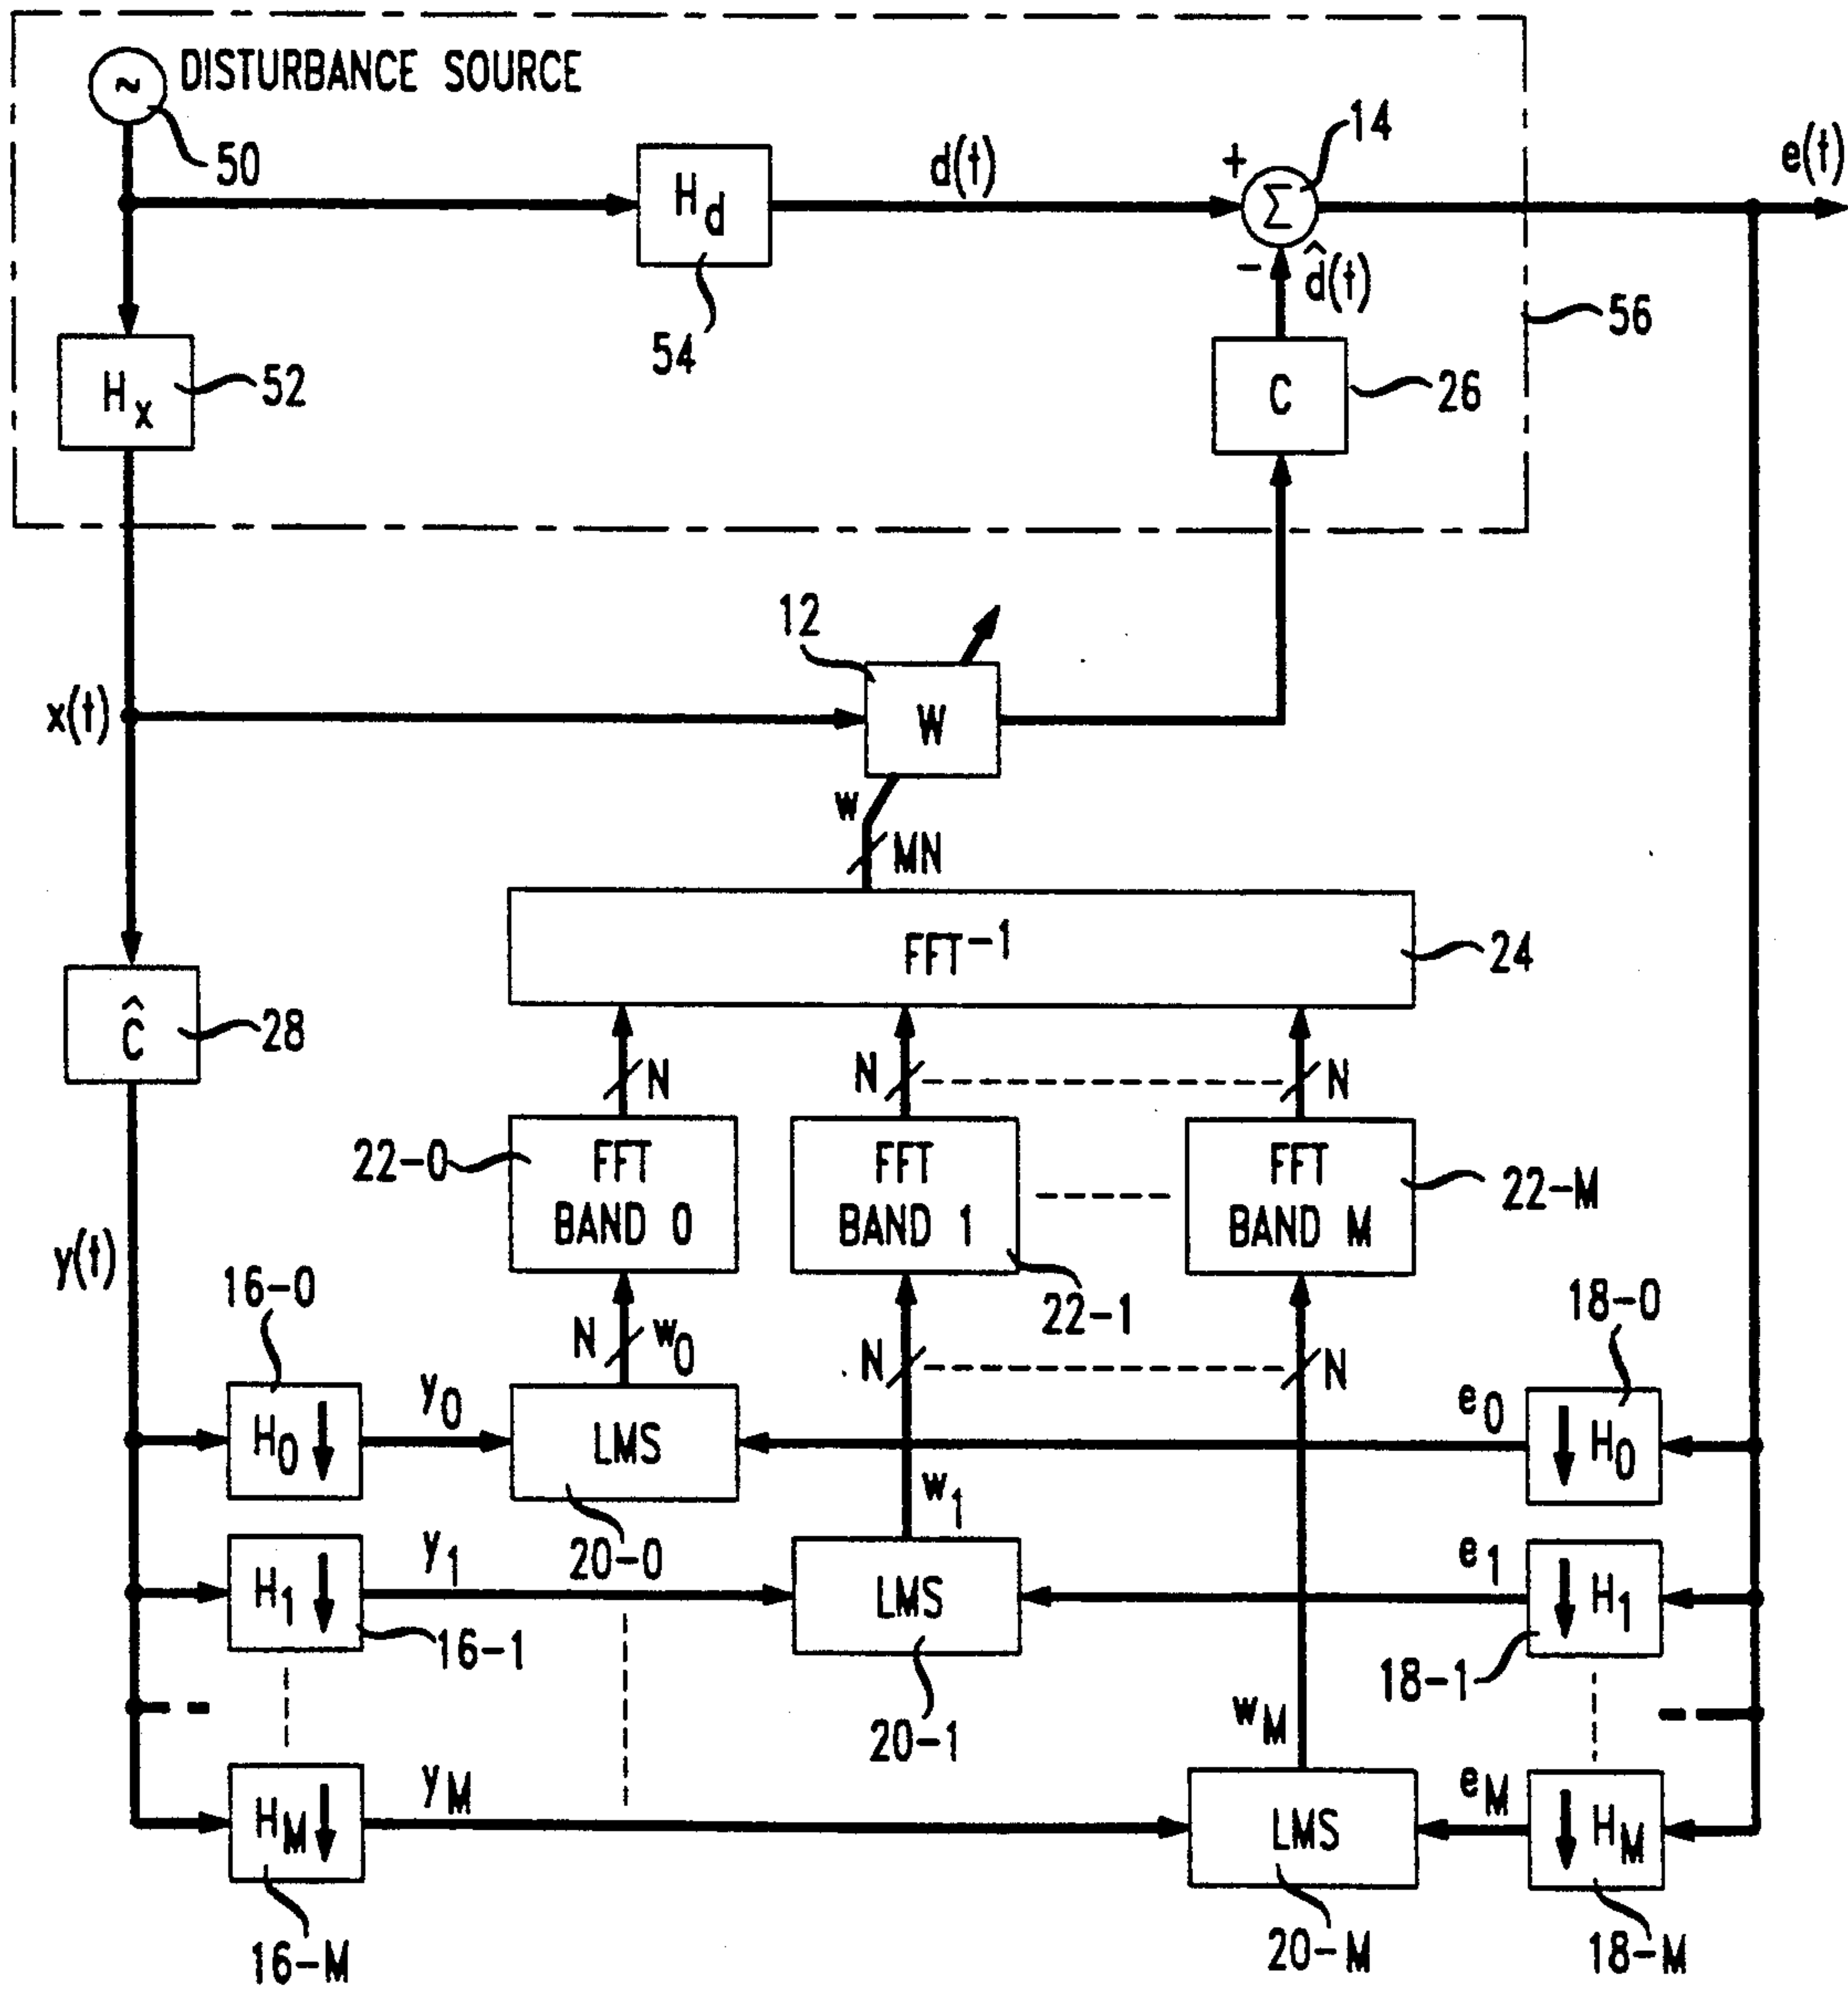 ~ DISTURBANCE SOURCE
50
14
e(t)
H_d
d(t)
+
Σ
-
d̂(t)
54
56
H_x
52
C
26
12
x(t)
W
w
MN
FFT⁻¹
24
Ĉ
28
N
N
N
22-0
FFT
BAND 0
FFT
BAND 1
FFT
BAND M
22-M
22-1
y(t)
16-0
18-0
N
w_0
N
N
H_0 ↓
y_0
LMS
e_0
↓ H_0
w_1
20-0
H_1 ↓
y_1
LMS
e_1
↓ H_1
16-1
18-1
20-1
w_M
H_M ↓
y_M
LMS
e_M
↓ H_M
16-M
20-M
18-M